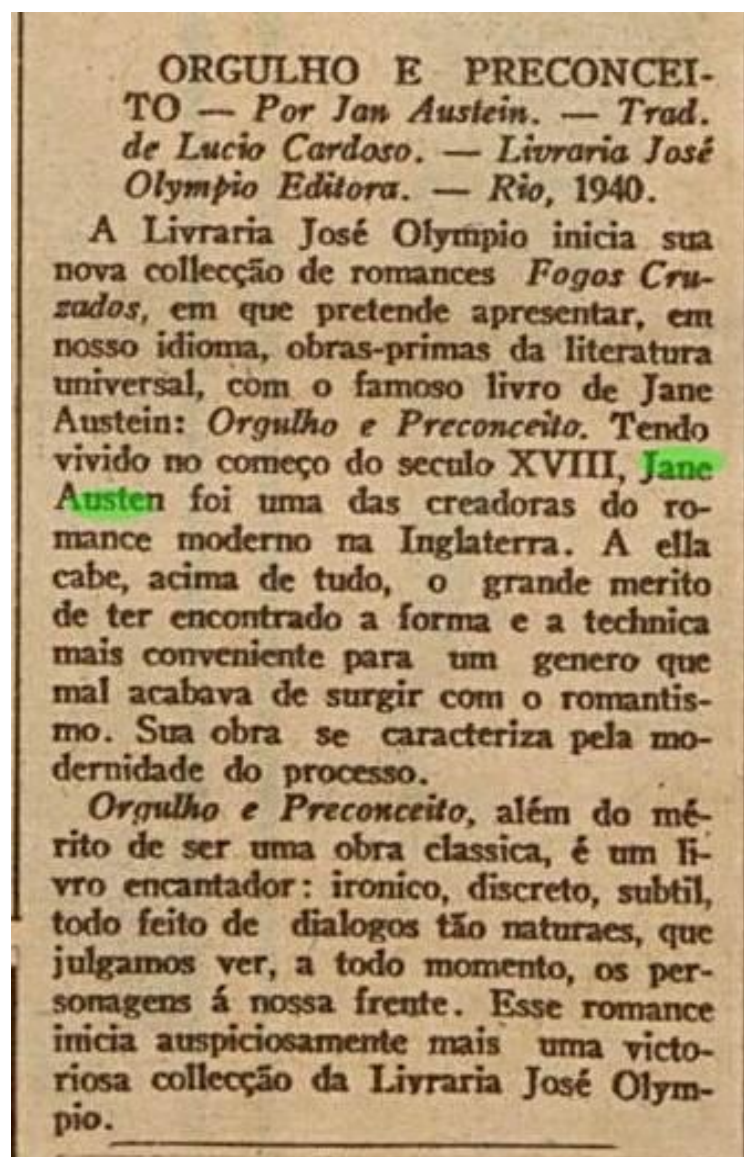 ORGULHO E PRECONCEI-
TO — Por Jan Austein. — Trad.
de Lucio Cardoso. — Livraria José
Olympio Editora. — Rio, 1940.
A Livraria José Olympio inicia sua
nova collecção de romances Fogos Cru-
zados, em que pretende apresentar, em
nosso idioma, obras-primas da literatura
universal, com o famoso livro de Jane
Austein: Orgulho e Preconceito. Tendo
vivido no começo do seculo XVIII, Jane
Austen foi uma das creadoras do ro-
mance moderno na Inglaterra. A ella
cabe, acima de tudo, o grande merito
de ter encontrado a forma e a technica
mais conveniente para um genero que
mal acabava de surgir com o romantis-
mo. Sua obra se caracteriza pela mo-
dernidade do processo.
Orgulho e Preconceito, além do mé-
rito de ser uma obra classica, é um li-
vro encantador: ironico, discreto, subtil,
todo feito de dialogos tão naturaes, que
julgamos ver, a todo momento, os per-
sonagens á nossa frente. Esse romance
inicia auspiciosamente mais uma victo-
riosa collecção da Livraria José Olym-
pio.